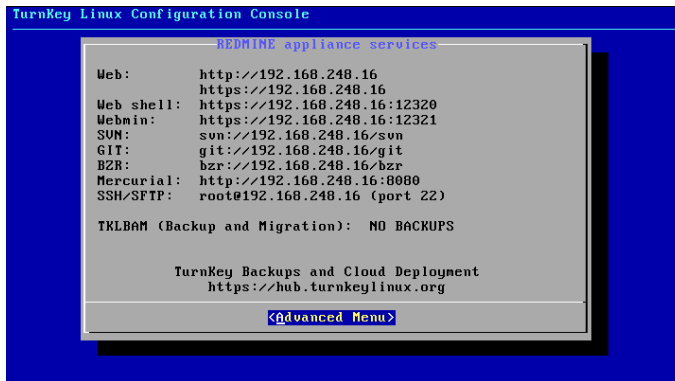 TurnKey Linux Configuration Console
REDMINE appliance services
Web: http://192.168.248.16
https://192.168.248.16
Web shell: https://192.168.248.16:12320
Webmin: https://192.168.248.16:12321
SVN: svn://192.168.248.16/svn
GIT: git://192.168.248.16/git
BZR: bzr://192.168.248.16/bzr
Mercurial: http://192.168.248.16:8080
SSH/SFTP: root@192.168.248.16 (port 22)
TKLBAM (Backup and Migration): NO BACKUPS
TurnKey Backups and Cloud Deployment
https://hub.turnkeylinux.org
<Advanced Menu>